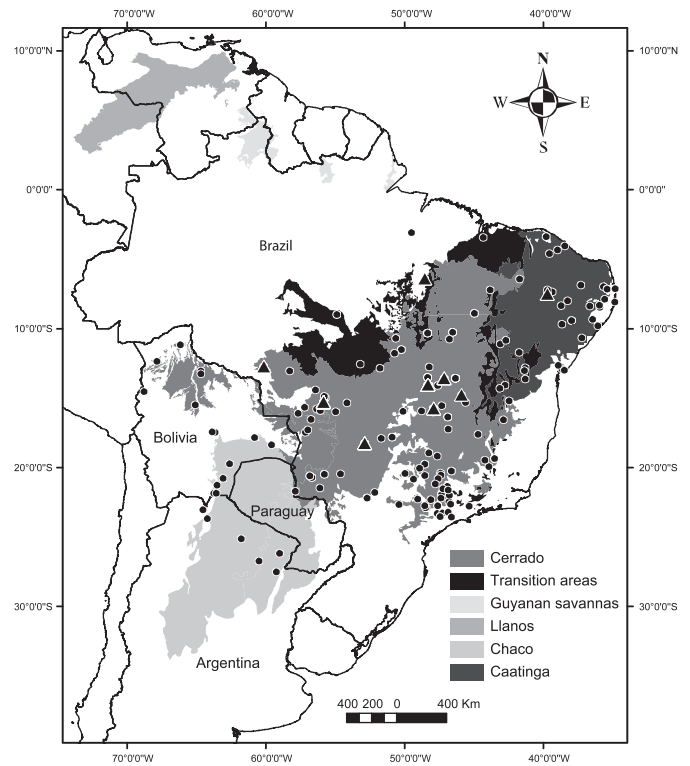 70°0'0"W 60°0'0"W 50°0'0"W 40°0'0"W
10°0'0"N 10°0'0"N
N
W E
S
0°0'0" 0°0'0"
Brazil
10°0'0"S 10°0'0"S
Bolivia
20°0'0"S 20°0'0"S
Paraguay
Cerrado
Transition areas
30°0'0"S Guyanan savannas 30°0'0"S
Llanos
Chaco
Argentina
Caatinga
400 200 0 400 Km
70°0'0"W 60°0'0"W 50°0'0"W 40°0'0"W